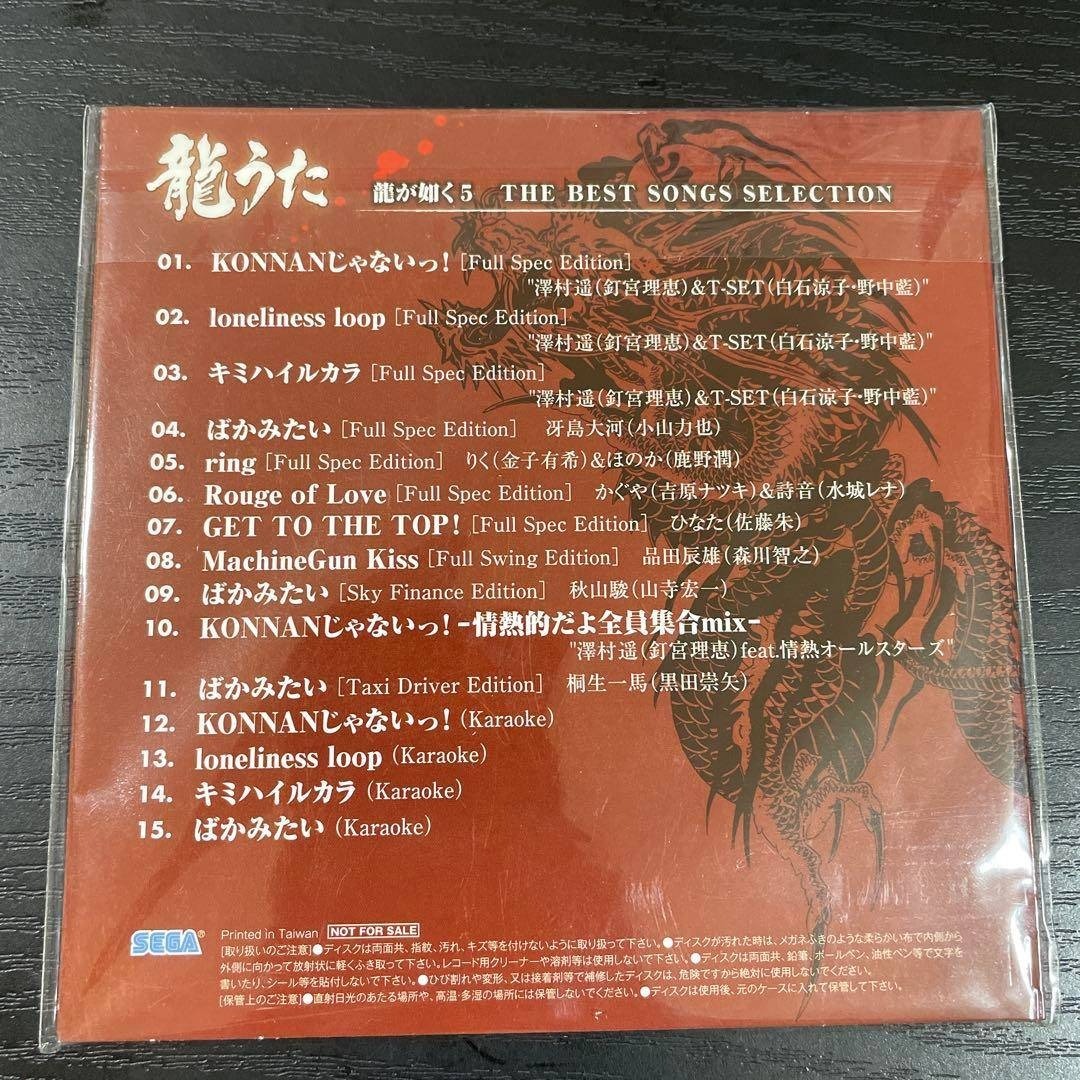 龍うた 龍が如く5 THE BEST SONGS SELECTION
01. KONNANじゃないっ! [Full Spec Edition]
"澤村遥(釘宮理恵)&T-SET(白石涼子・野中藍)"
02. loneliness loop [Full Spec Edition]
"澤村遥(釘宮理恵)&T-SET(白石涼子・野中藍)"
03. キミハイルカラ [Full Spec Edition]
"澤村遥(釘宮理恵)&T-SET(白石涼子・野中藍)"
04. ばかみたい [Full Spec Edition] 冴島大河(小山力也)
05. ring [Full Spec Edition] りく(金子有希)&ほのか(鹿野潤)
06. Rouge of Love [Full Spec Edition] かぐや(吉原ナツキ)&詩音(水城レナ)
07. GET TO THE TOP! [Full Spec Edition] ひなた(佐藤朱)
08. MachineGun Kiss [Full Swing Edition] 品田辰雄(森川智之)
09. ばかみたい [Sky Finance Edition] 秋山駿(山寺宏一)
10. KONNANじゃないっ! -情熱的だよ全員集合mix-
"澤村遥(釘宮理恵)feat.情熱オールスターズ"
11. ばかみたい [Taxi Driver Edition] 桐生一馬(黒田崇矢)
12. KONNANじゃないっ! (Karaoke)
13. loneliness loop (Karaoke)
14. キミハイルカラ (Karaoke)
15. ばかみたい (Karaoke)
SEGA® Printed in Taiwan NOT FOR SALE
[取り扱いのご注意]●ディスクは両面共、指紋、汚れ、キズ等を付けないように取り扱って下さい。●ディスクが汚れた時は、メガネふきのような柔らかい布で内側から
外側に向かって放射状に軽くふき取って下さい。レコード用クリーナーや溶剤等は使用しないで下さい。●ディスクは両面共、鉛筆、ボールペン、油性ペン等で文字を
書いたり、シール等を貼付しないで下さい。●ひび割れや変形、又は接着剤等で補修したディスクは、危険ですから絶対に使用しないでください。
[保管上のご注意]●直射日光のあたる場所や、高温・多湿の場所には保管しないでください。●ディスクは使用後、元のケースに入れて保管して下さい。